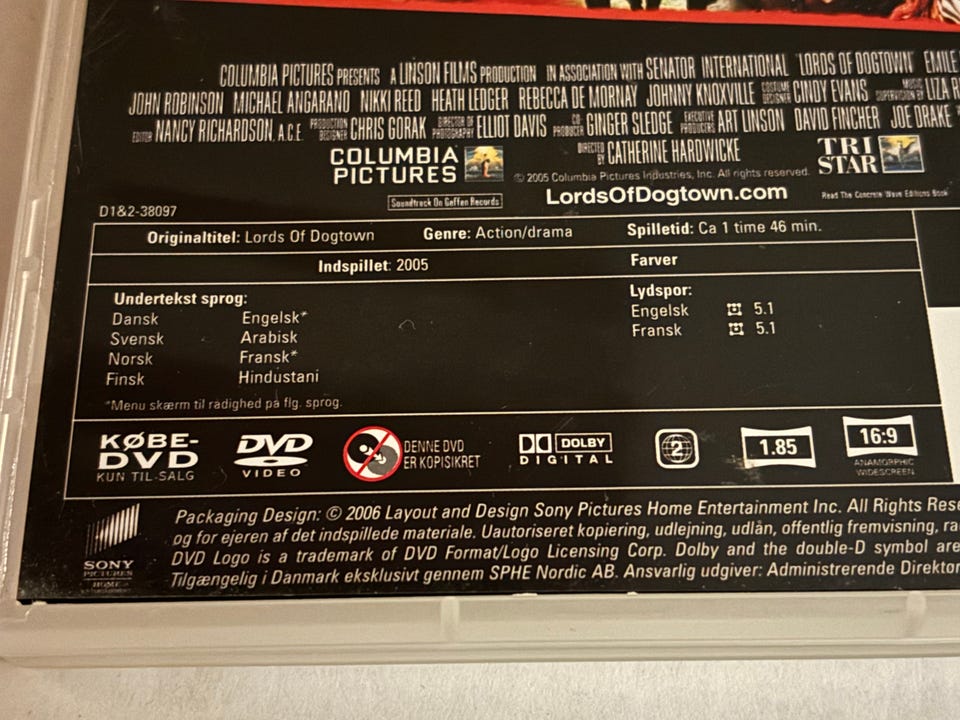 COLUMBIA PICTURES PRESENTS A LINSON FILMS PRODUCTION IN ASSOCIATION WITH SENATOR INTERNATIONAL 'LORDS OF DOGTOWN' EMILE
JOHN ROBINSON MICHAEL ANGARANO NIKKI REED HEATH LEDGER REBECCA DE MORNAY JOHNNY KNOXVILLE COSTUME DESIGNER CINDY EVANS MUSIC SUPERVISION BY LIZA
EDITOR NANCY RICHARDSON, A.C.E. PRODUCTION DESIGNER CHRIS GORAK DIRECTOR OF PHOTOGRAPHY ELLIOT DAVIS CO-PRODUCER GINGER SLEDGE EXECUTIVE PRODUCERS ART LINSON DAVID FINCHER JOE DRAKE
DIRECTED BY CATHERINE HARDWICKE
COLUMBIA PICTURES
TRI STAR
© 2005 Columbia Pictures Industries, Inc. All rights reserved.
Soundtrack On Geffen Records
LordsOfDogtown.com
Read The Concrete Wave Editions Book
D1&2-38097
Originaltitel: Lords Of Dogtown Genre: Action/drama Spilletid: Ca 1 time 46 min.
Indspillet: 2005 Farver
Undertekst sprog: Lydspor:
Dansk Engelsk* Engelsk 5.1
Svensk Arabisk Fransk 5.1
Norsk Fransk*
Finsk Hindustani
*Menu skærm til rådighed på flg. sprog.
KØBE-
DVD
KUN TIL SALG
DVD
VIDEO
DENNE DVD
ER KOPISIKRET
DOLBY
DIGITAL
2
1.85
16:9
ANAMORPHIC
WIDESCREEN
SONY
PICTURES
HOME
Packaging Design: © 2006 Layout and Design Sony Pictures Home Entertainment Inc. All Rights Rese
og for ejeren af det indspillede materiale. Uautoriseret kopiering, udlejning, udlån, offentlig fremvisning, ra
DVD Logo is a trademark of DVD Format/Logo Licensing Corp. Dolby and the double-D symbol are
Tilgængelig i Danmark eksklusivt gennem SPHE Nordic AB. Ansvarlig udgiver: Administrerende Direktør